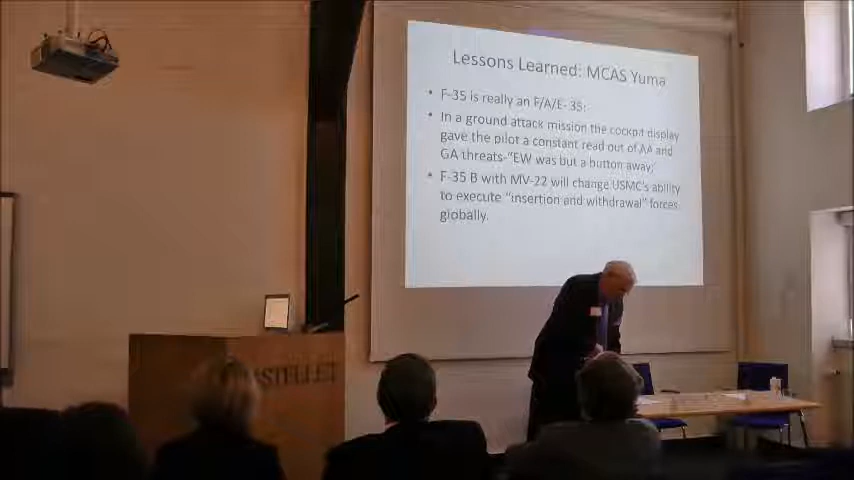 Lessons Learned: MCAS Yuma
• F-35 is really an F/A/E- 35:
• In a ground attack mission the cockpit display
gave the pilot a constant read out of AA and
GA threats-"EW was but a button away,"
• F-35 B with MV-22 will change USMC's ability
to execute "insertion and withdrawal" forces
globally.
ASTELLET